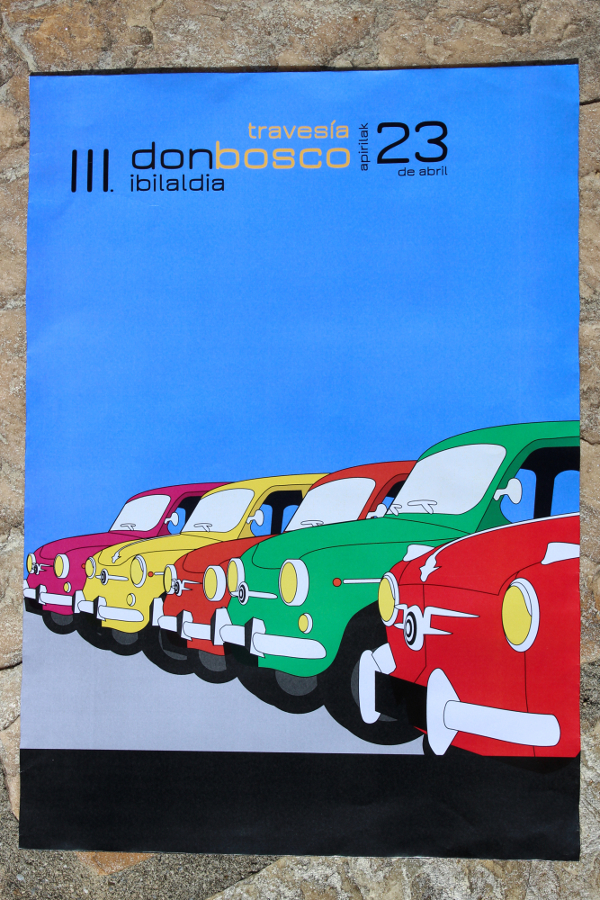 travesía
III. donbosco
ibilaldia
apirilak 23
de abril